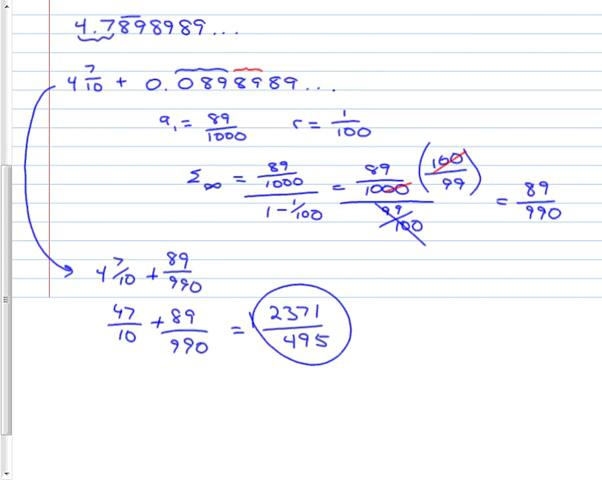 4.7898989...
4 7/10 + 0.0898989...
a₁ = 89/1000 r = 1/100
Σ∞ = (89/1000)/(1 - 1/100) = (89/1000)/(99/100) (100/99) = 89/990
4 7/10 + 89/990
47/10 + 89/990 = 2371/495